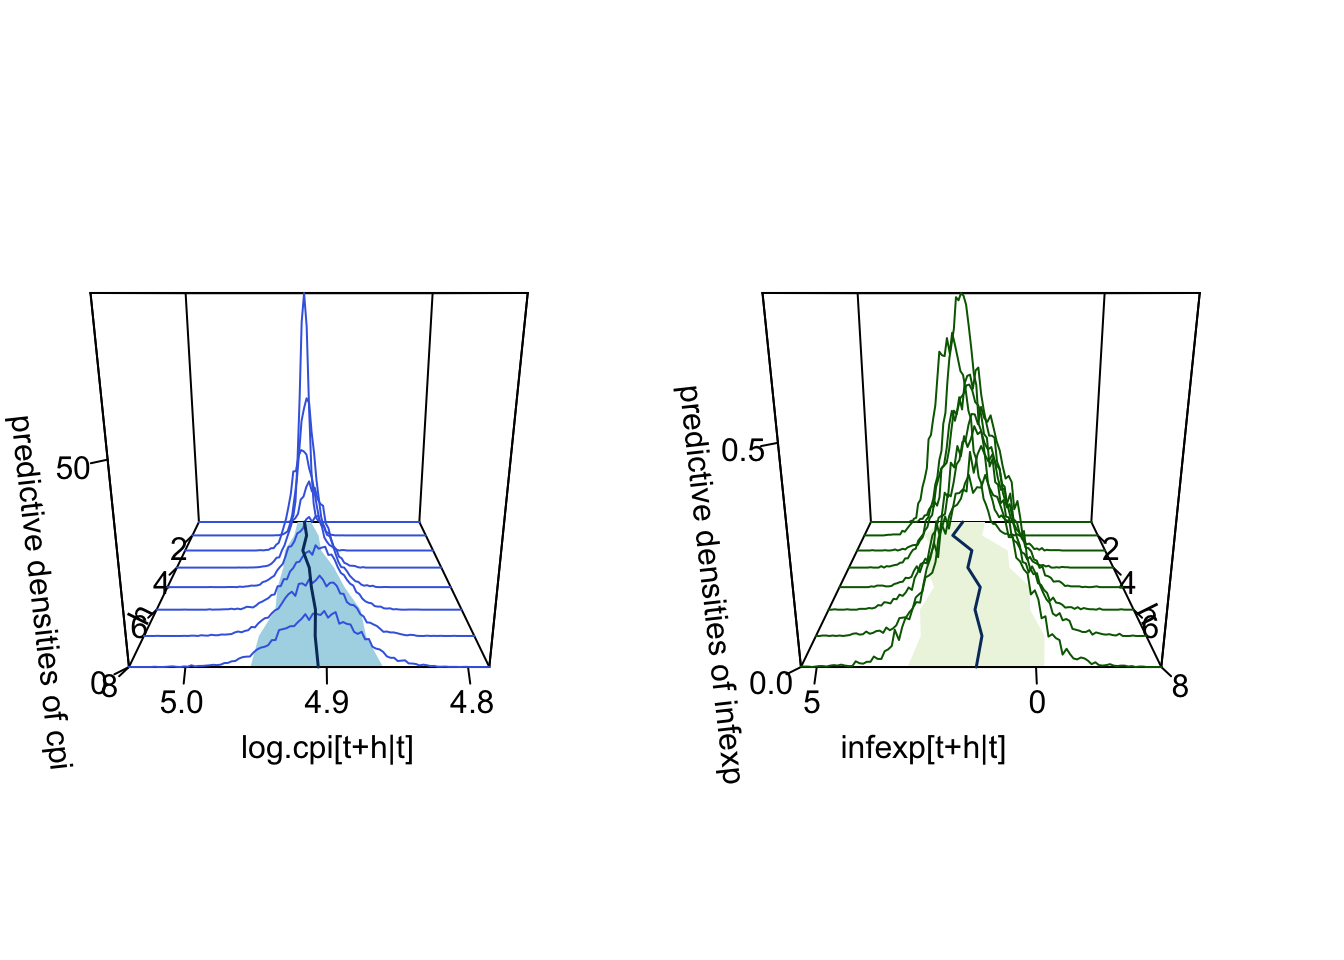 predictive densities of cpi
50
0
2
4
6
8
h
5.0
4.9
4.8
log.cpi[t+h|t]
predictive densities of infexp
0.5
0.0
5
0
infexp[t+h|t]
2
4
6
8
h